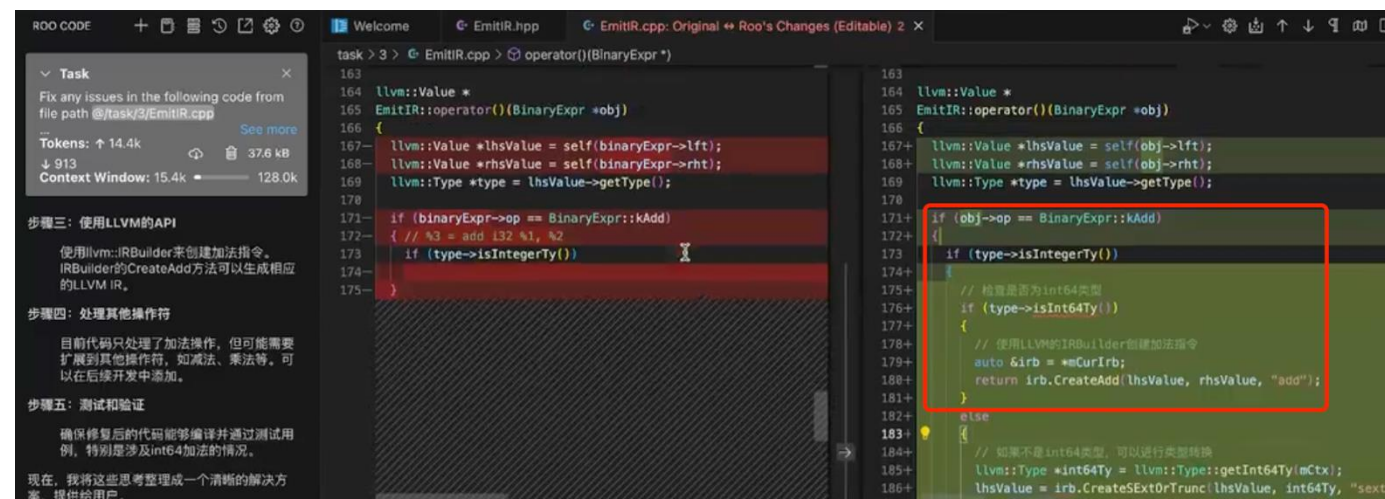 ROO CODE
Welcome
EmitIR.hpp
EmitIR.cpp: Original ↔ Roo's Changes (Editable) 2 ×
task > 3 > EmitIR.cpp > operator()(BinaryExpr *)
Task ×
Fix any issues in the following code from
file path @/task/3/EmitIR.cpp
...
See more
Tokens: ↑ 14.4k
↓ 913
37.6 kB
Context Window: 15.4k 128.0k
步骤三：使用LLVM的API
使用llvm::IRBuilder来创建加法指令。
IRBuilder的CreateAdd方法可以生成相应
的LLVM IR。
步骤四：处理其他操作符
目前代码只处理了加法操作，但可能需要
扩展到其他操作符，如减法、乘法等。可
以在后续开发中添加。
步骤五：测试和验证
确保修复后的代码能够编译并通过测试用
例，特别是涉及int64加法的情况。
现在，我将这些思考整理成一个清晰的解决方
案，提供给用户。
163
164 llvm::Value *
165 EmitIR::operator()(BinaryExpr *obj)
166 {
167- llvm::Value *lhsValue = self(binaryExpr->lft);
168- llvm::Value *rhsValue = self(binaryExpr->rht);
169 llvm::Type *type = lhsValue->getType();
170
171- if (binaryExpr->op == BinaryExpr::kAdd)
172- { // %3 = add i32 %1, %2
173 if (type->isIntegerTy())
174-
175- }
163
164 llvm::Value *
165 EmitIR::operator()(BinaryExpr *obj)
166 {
167+ llvm::Value *lhsValue = self(obj->lft);
168+ llvm::Value *rhsValue = self(obj->rht);
169 llvm::Type *type = lhsValue->getType();
170
171+ if (obj->op == BinaryExpr::kAdd)
172+ {
173 if (type->isIntegerTy())
174+ {
175+ // 检查是否为int64类型
176+ if (type->isInt64Ty())
177+ {
178+ // 使用LLVM的IRBuilder创建加法指令
179+ auto &irb = *mCurIrb;
180+ return irb.CreateAdd(lhsValue, rhsValue, "add");
181+ }
182+ else
183+ {
184+ // 如果不是int64类型，可以进行类型转换
185+ llvm::Type *int64Ty = llvm::Type::getInt64Ty(mCtx);
186+ lhsValue = irb.CreateSExtOrTrunc(lhsValue, int64Ty, "sext